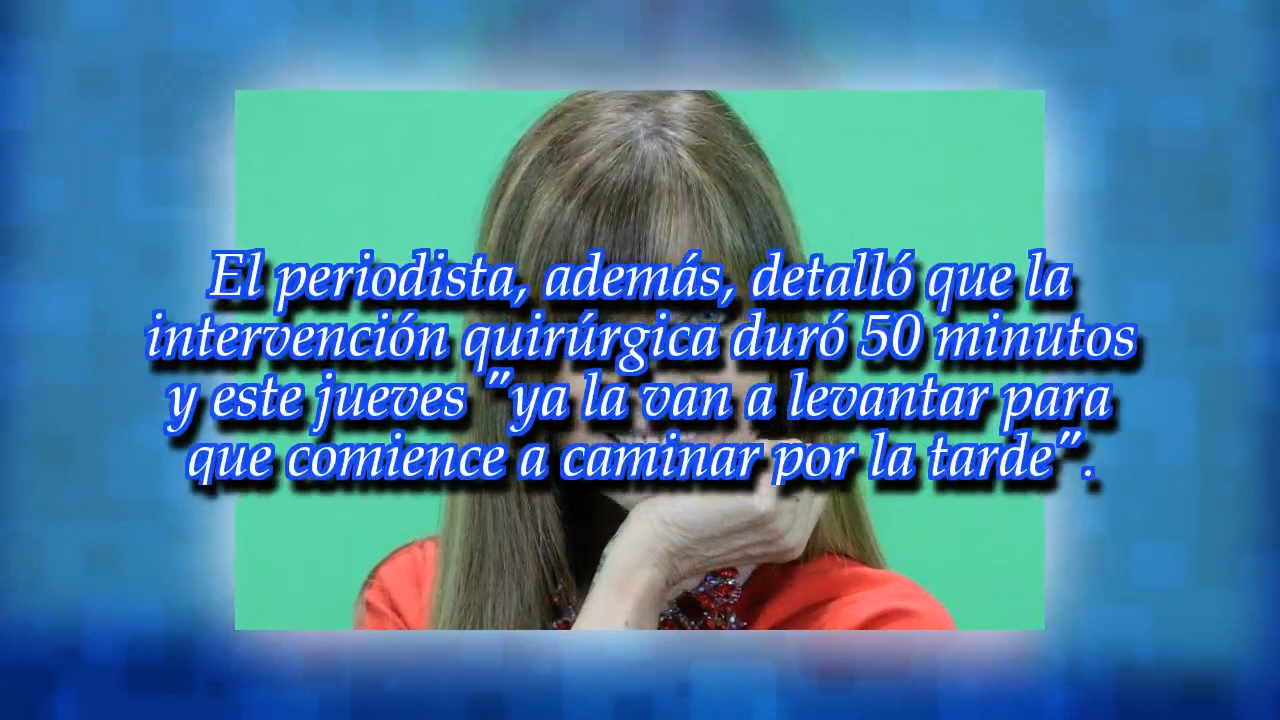 El periodista, además, detalló que la
intervención quirúrgica duró 50 minutos
y este jueves "ya la van a levantar para
que comience a caminar por la tarde".